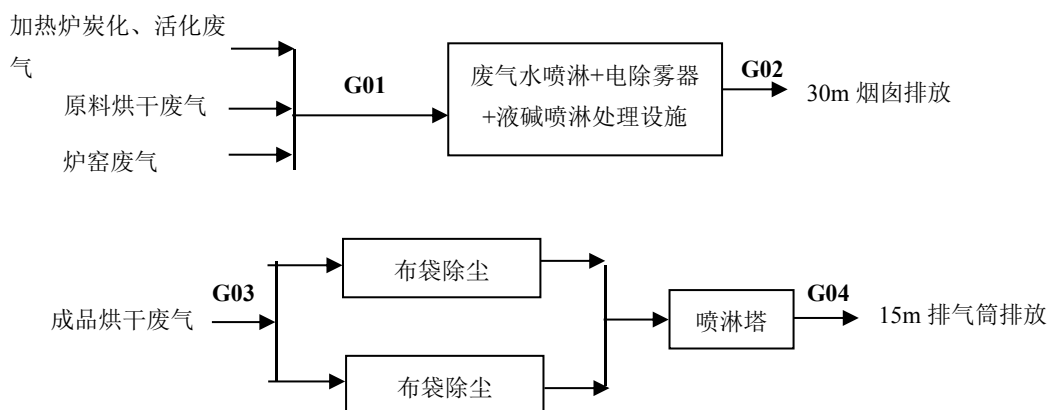 加热炉炭化、活化废
气
原料烘干废气
炉窑废气
G01
废气水喷淋+电除雾器
+液碱喷淋处理设施
G02
30m 烟囱排放
成品烘干废气
G03
布袋除尘
布袋除尘
喷淋塔
G04
15m 排气筒排放